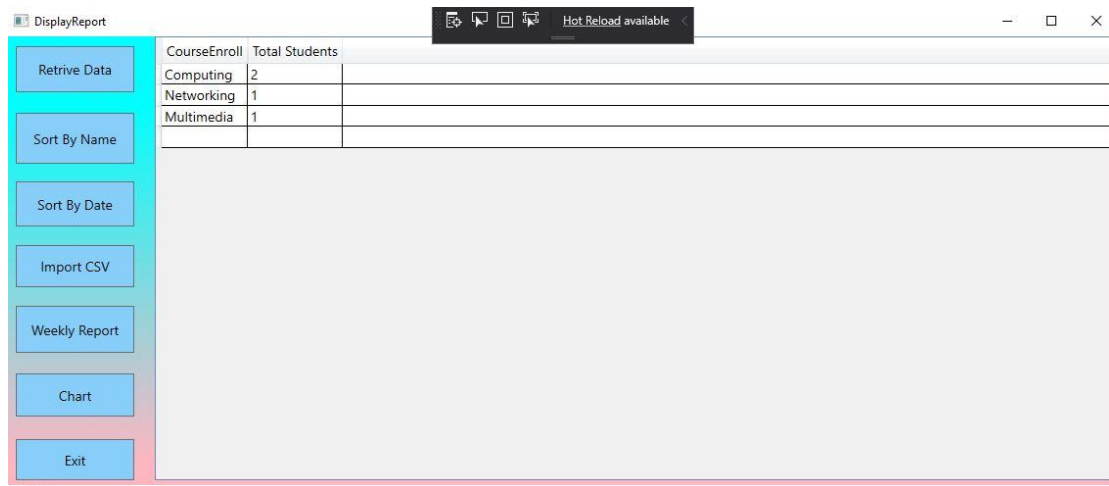 DisplayReport
Hot Reload available
Retrive Data
Sort By Name
Sort By Date
Import CSV
Weekly Report
Chart
Exit
CourseEnroll Total Students
Computing 2
Networking 1
Multimedia 1